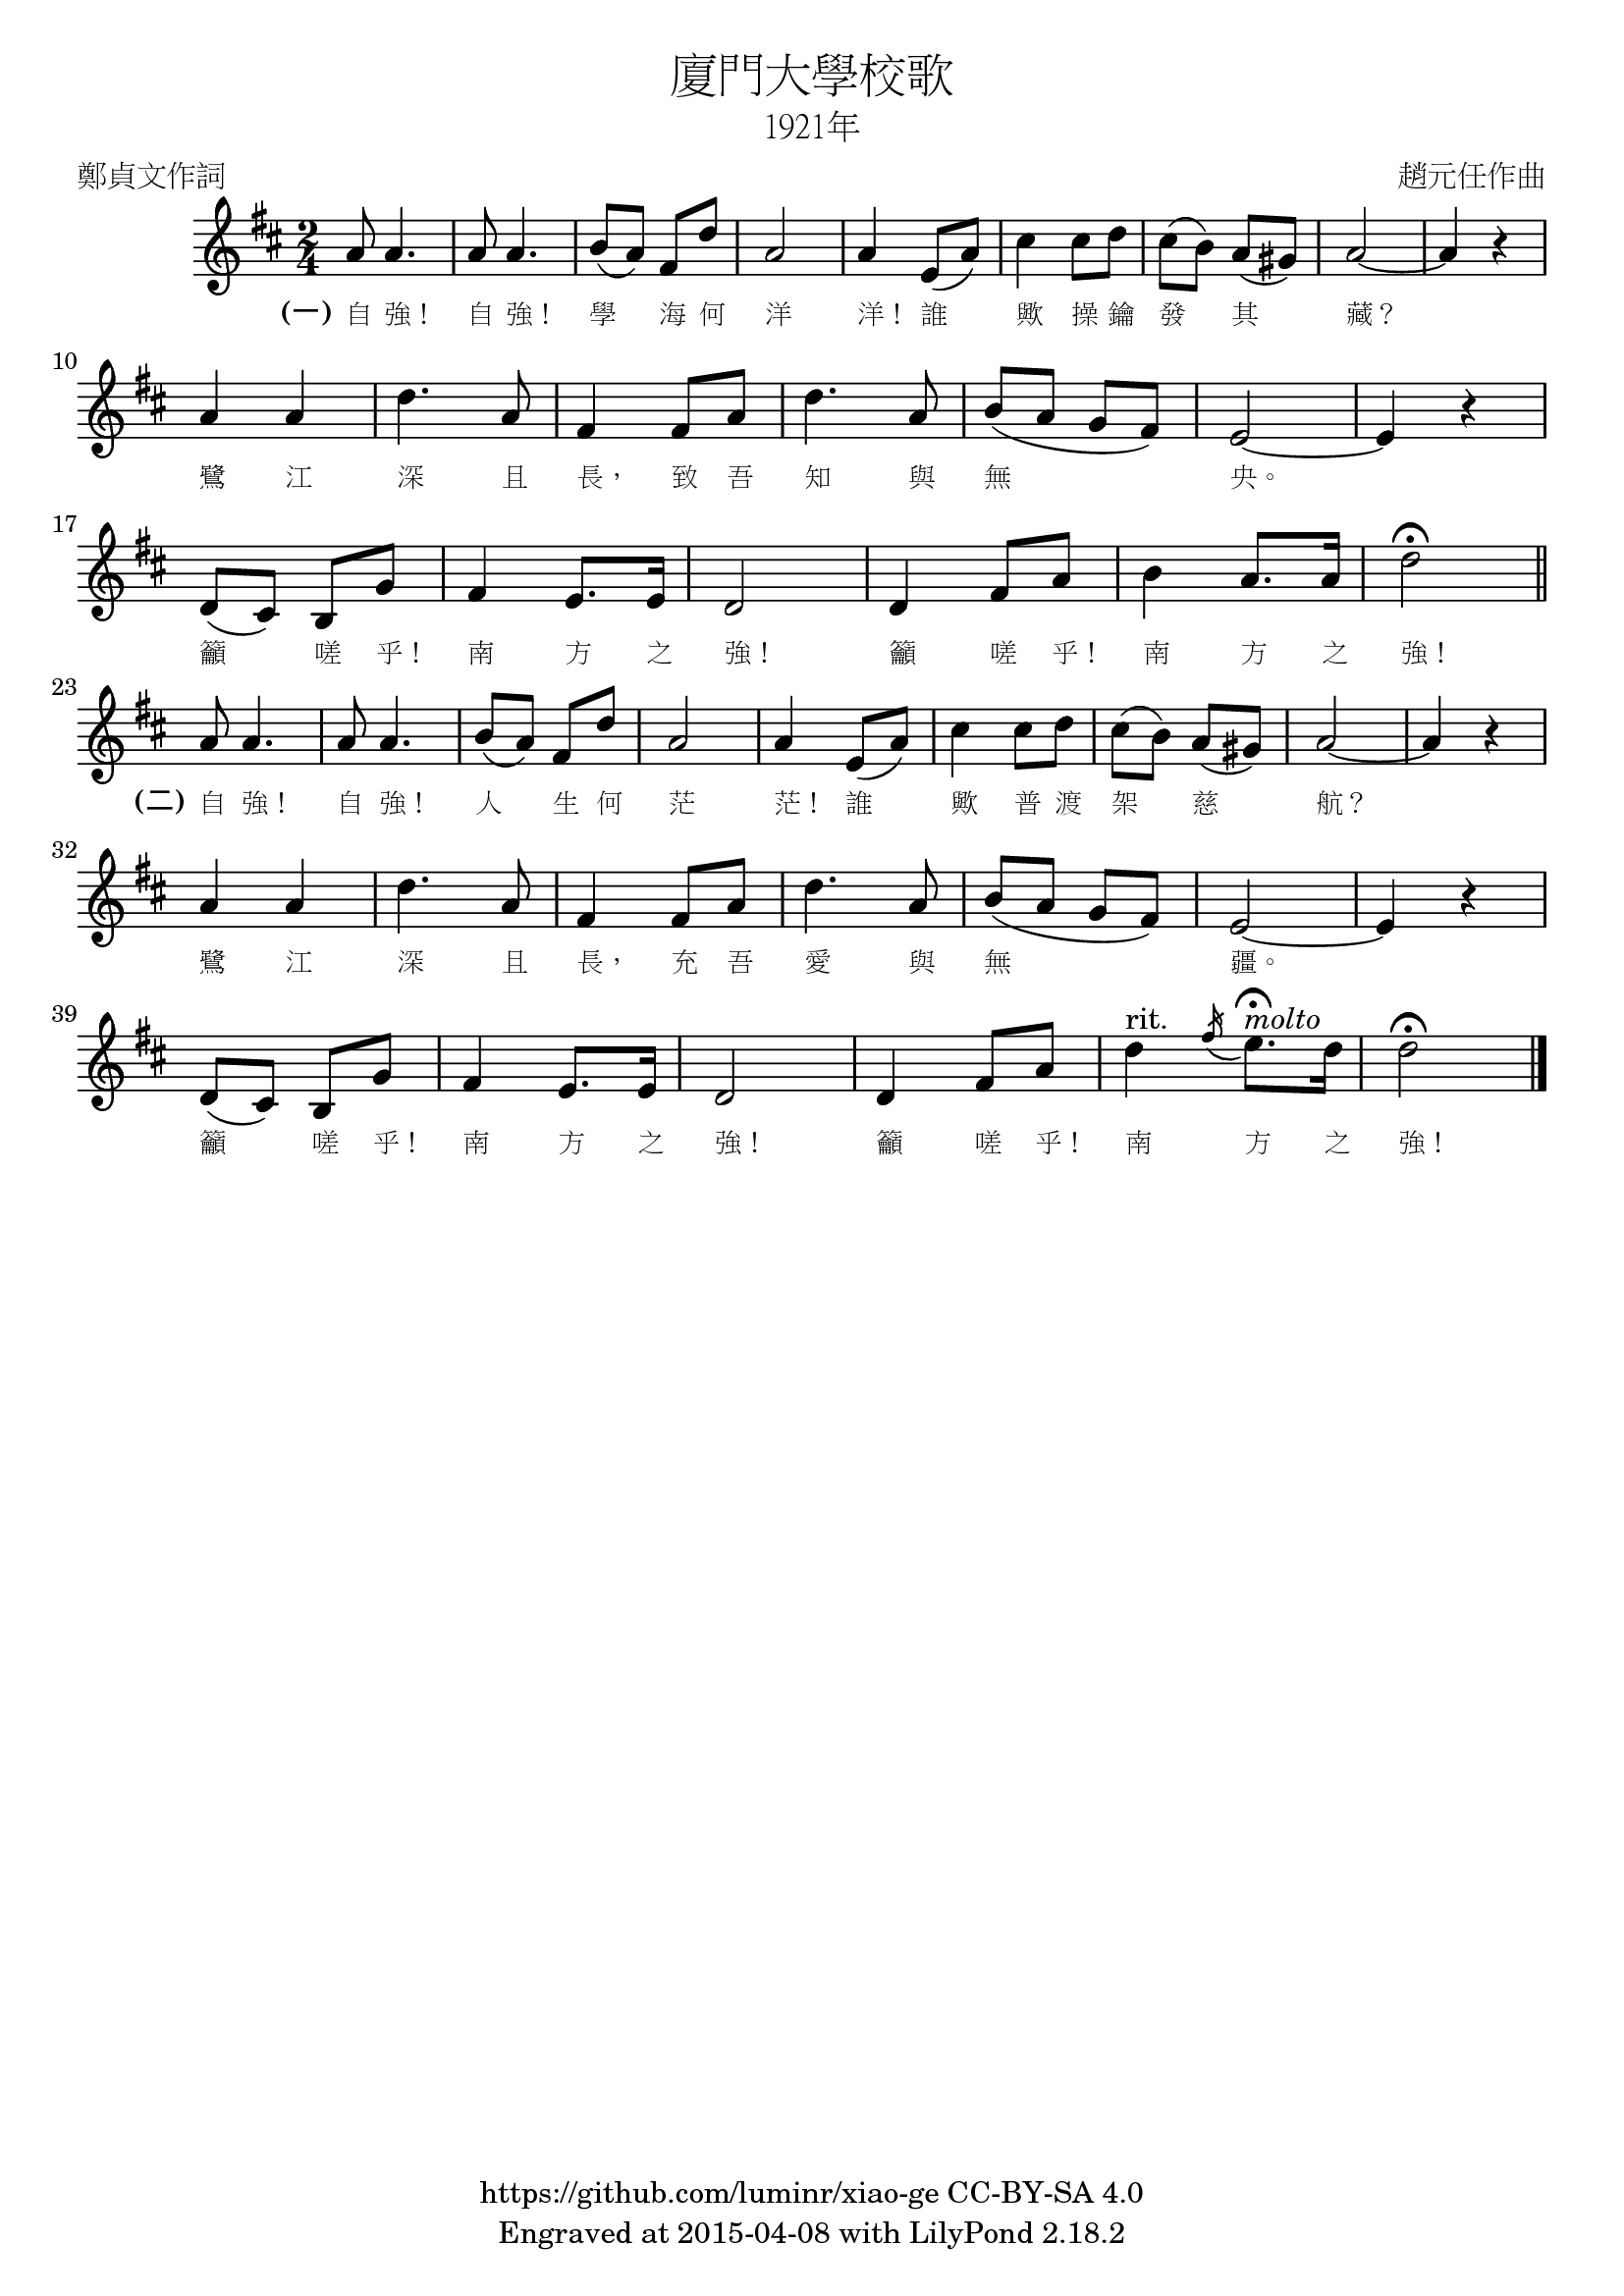 廈門大學校歌
1921年
鄭貞文作詞 趙元任作曲
(一) 自 強！ 自 強！ 學 海 何 洋 洋！ 誰 歟 操 鑰 發 其 藏？
10
鷺 江 深 且 長， 致 吾 知 與 無 央。
17
籲 嗟 乎！ 南 方 之 強！ 籲 嗟 乎！ 南 方 之 強！
23
(二) 自 強！ 自 強！ 人 生 何 茫 茫！ 誰 歟 普 渡 架 慈 航？
32
鷺 江 深 且 長， 充 吾 愛 與 無 疆。
39
rit. molto
籲 嗟 乎！ 南 方 之 強！ 籲 嗟 乎！ 南 方 之 強！
https://github.com/luminr/xiao-ge CC-BY-SA 4.0
Engraved at 2015-04-08 with LilyPond 2.18.2